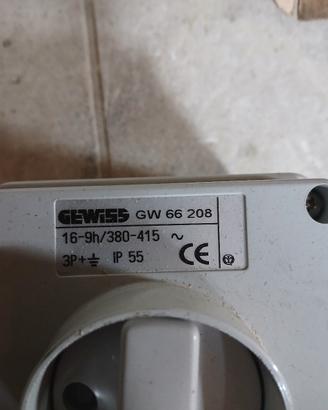 GEWISS GW 66 208
16-9h/380-415 ~
3P+⏚ IP 55 CE